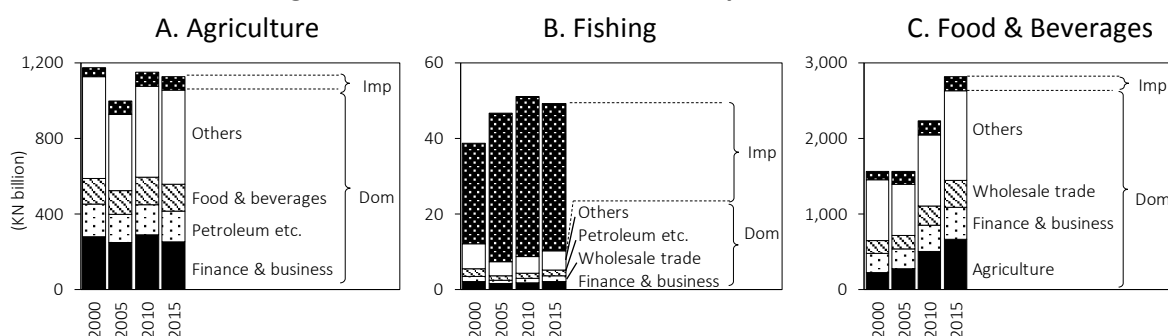 A. Agriculture
B. Fishing
C. Food & Beverages
(KN billion)
1,200
800
400
0
Imp
Others
Food & beverages
Dom
Petroleum etc.
Finance & business
2000
2005
2010
2015
60
40
20
0
Imp
Others
Petroleum etc.
Dom
Wholesale trade
Finance & business
2000
2005
2010
2015
3,000
2,000
1,000
0
Imp
Others
Wholesale trade
Dom
Finance & business
Agriculture
2000
2005
2010
2015